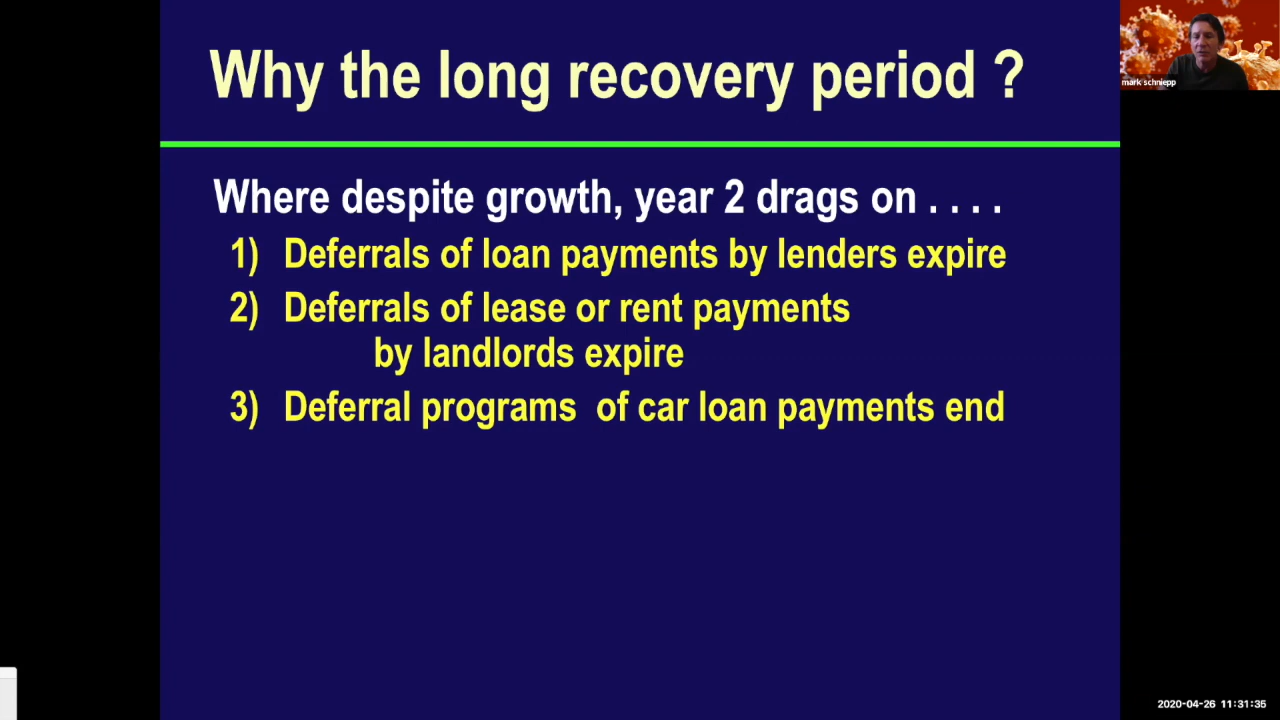 Why the long recovery period ?
mark schniepp
Where despite growth, year 2 drags on . . . .
1) Deferrals of loan payments by lenders expire
2) Deferrals of lease or rent payments
by landlords expire
3) Deferral programs of car loan payments end
2020-04-26 11:31:35